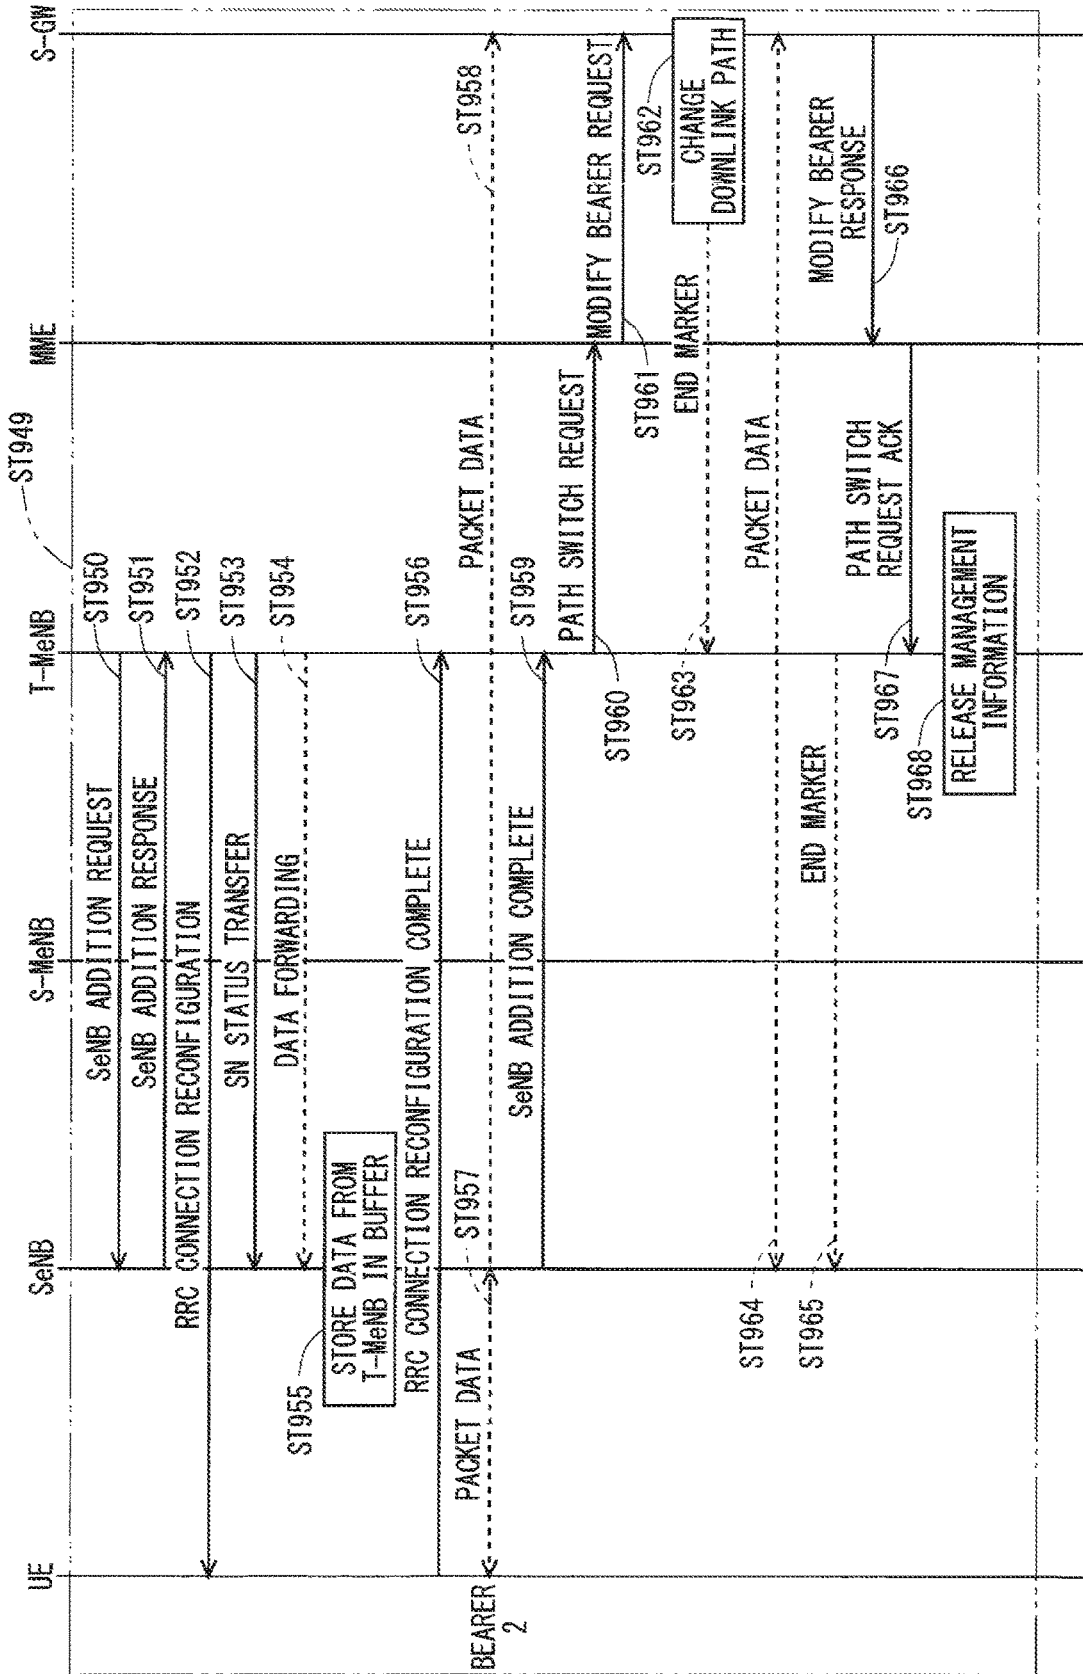 UE
SeNB
S-MeNB
T-MeNB
MME
S-GW
ST949
SeNB ADDITION REQUEST
ST950
SeNB ADDITION RESPONSE
ST951
RRC CONNECTION RECONFIGURATION
ST952
SN STATUS TRANSFER
ST953
DATA FORWARDING
ST954
ST955
STORE DATA FROM
T-MeNB IN BUFFER
RRC CONNECTION RECONFIGURATION COMPLETE
ST956
BEARER
2
PACKET DATA
ST957
PACKET DATA
ST958
SeNB ADDITION COMPLETE
ST959
PATH SWITCH REQUEST
ST960
MODIFY BEARER REQUEST
ST961
ST962
CHANGE
DOWNLINK PATH
END MARKER
ST963
PACKET DATA
ST964
END MARKER
ST965
MODIFY BEARER
RESPONSE
ST966
PATH SWITCH
REQUEST ACK
ST967
ST968
RELEASE MANAGEMENT
INFORMATION